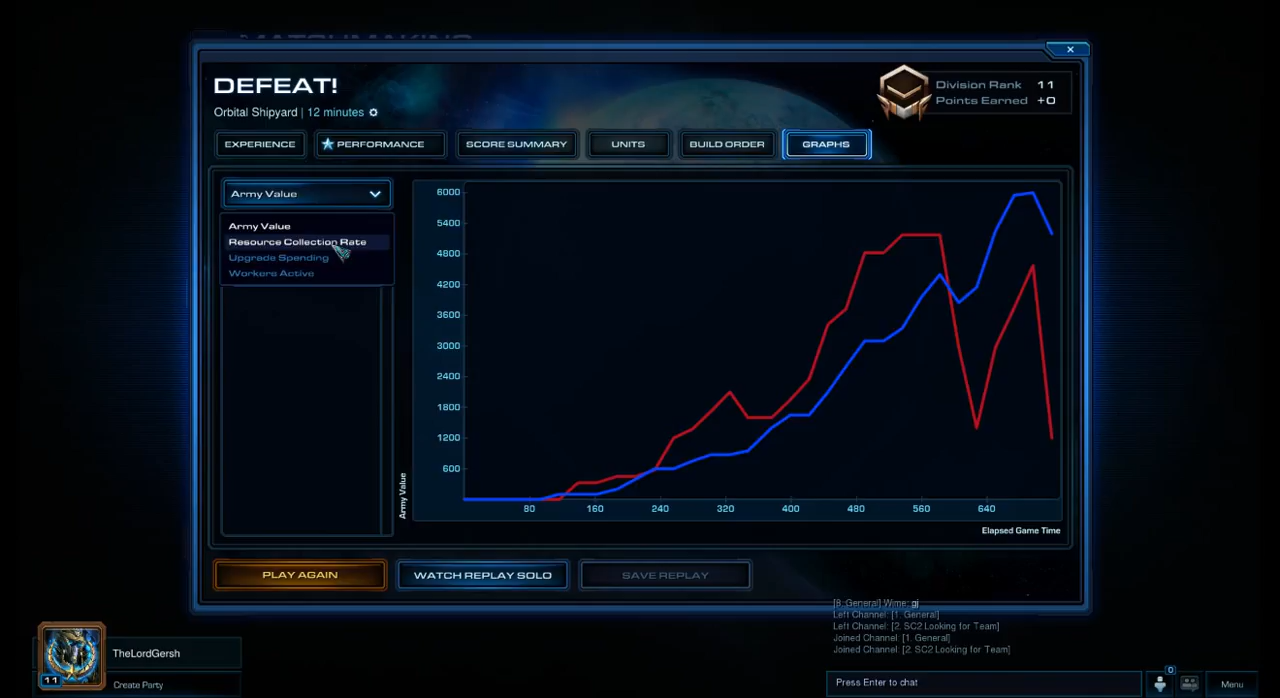 DEFEAT!
Orbital Shipyard | 12 minutes
Division Rank 11
Points Earned +0
EXPERIENCE
PERFORMANCE
SCORE SUMMARY
UNITS
BUILD ORDER
GRAPHS
Army Value
Army Value
Resource Collection Rate
Upgrade Spending
Workers Active
6000
5400
4800
4200
3600
3000
2400
1800
1200
600
Army Value
80 160 240 320 400 480 560 640
Elapsed Game Time
PLAY AGAIN
WATCH REPLAY SOLO
SAVE REPLAY
Wime: gj
Left Channel: [1. General]
Left Channel: [2. SC2 Looking for Team]
Joined Channel: [1. General]
Joined Channel: [2. SC2 Looking for Team]
11
TheLordGersh
Create Party
Press Enter to chat
0
Menu